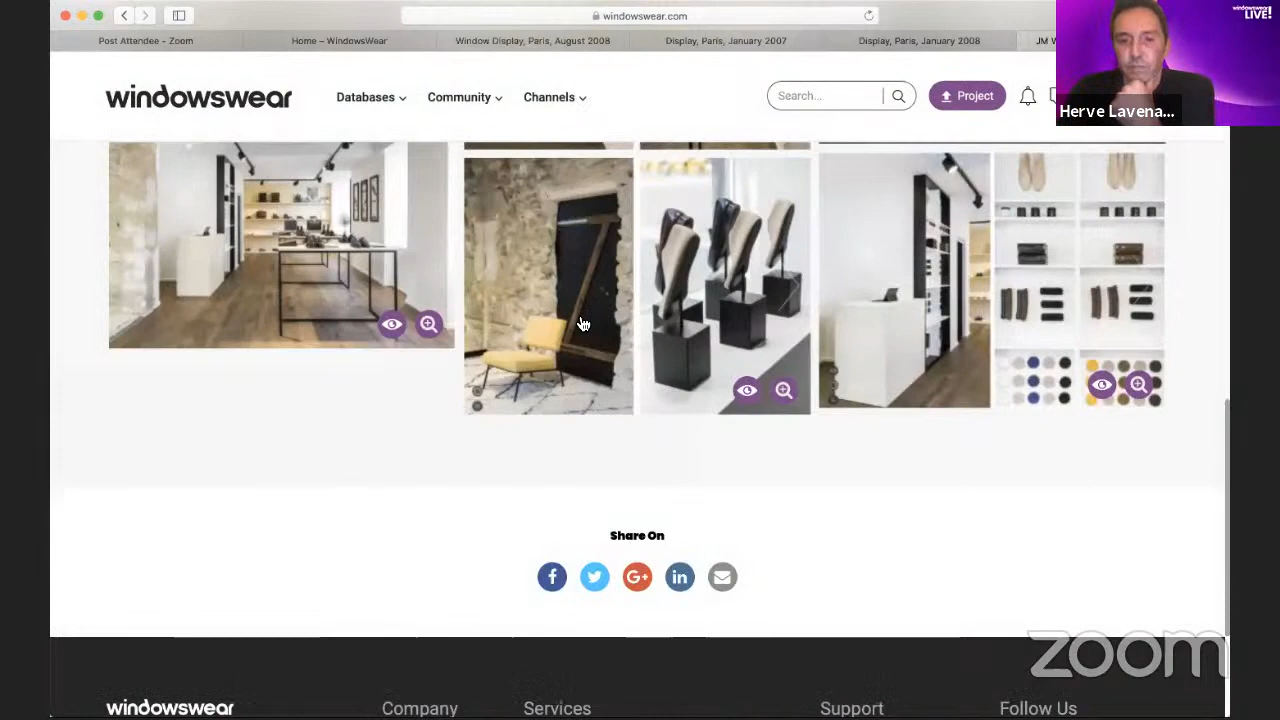 windowswear.com
windowswear
LIVE!
Post Attendee - Zoom
Home – WindowsWear
Window Display, Paris, August 2008
Display, Paris, January 2007
Display, Paris, January 2008
JM W
windowswear
Databases
Community
Channels
Search...
Project
Herve Lavena...
Share On
zoom
windowswear
Company
Services
Support
Follow Us